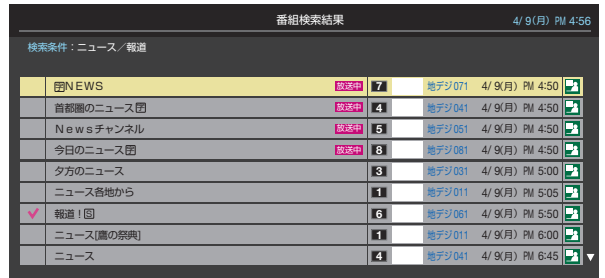 番組検索結果 4/ 9(月) PM 4:56
検索条件：ニュース／報道
字NEWS 放送中 7 地デジ071 4/ 9(月) PM 4:50
首都圏のニュース字 放送中 4 地デジ041 4/ 9(月) PM 4:50
Newsチャンネル 放送中 5 地デジ051 4/ 9(月) PM 4:50
今日のニュース字 放送中 8 地デジ081 4/ 9(月) PM 4:50
夕方のニュース 3 地デジ031 4/ 9(月) PM 5:00
ニュース各地から 1 地デジ011 4/ 9(月) PM 5:05
報道！S 6 地デジ061 4/ 9(月) PM 5:50
ニュース[鷹の祭典] 1 地デジ011 4/ 9(月) PM 6:00
ニュース 4 地デジ041 4/ 9(月) PM 6:45